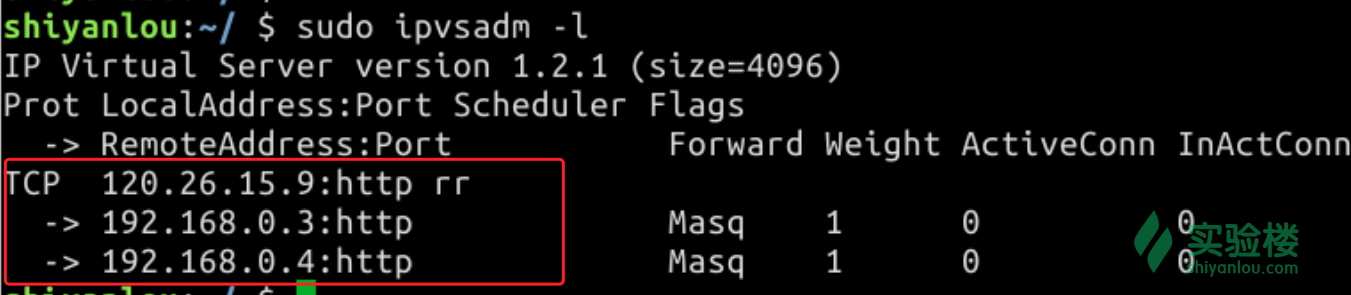 shiyanlou:~/ $ sudo ipvsadm -l
IP Virtual Server version 1.2.1 (size=4096)
Prot LocalAddress:Port Scheduler Flags
  -> RemoteAddress:Port           Forward Weight ActiveConn InActConn
TCP  120.26.15.9:http rr
  -> 192.168.0.3:http             Masq    1      0          0
  -> 192.168.0.4:http             Masq    1      0          0
实验楼
shiyanlou.com
shiyanlou:~/ $